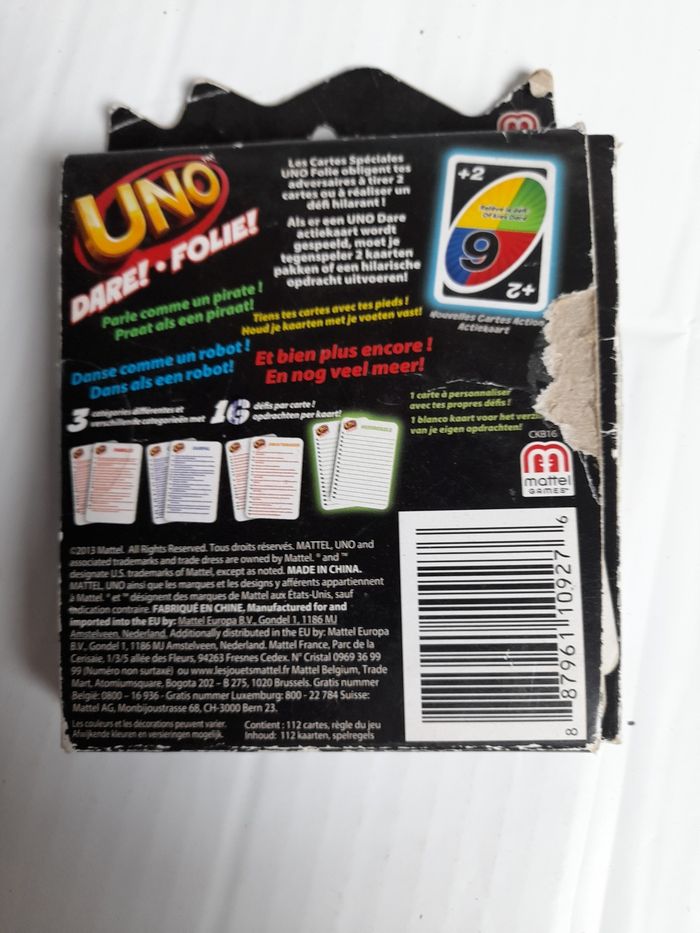 UNO™
DARE! • FOLIE!
Les Cartes Spéciales
UNO Folie obligent tes
adversaires à tirer 2
cartes ou à réaliser un
défi hilarant !
Als er een UNO Dare
actiekaart wordt
gespeeld, moet je
tegenspeler 2 kaarten
pakken of een hilarische
opdracht uitvoeren!
+2
Relève le défi
Of kies Dare
9
+2
Nouvelles Cartes Action
Actiekaart
Parle comme un pirate !
Praat als een piraat!
Tiens tes cartes avec tes pieds !
Houd je kaarten met je voeten vast!
Danse comme un robot !
Dans als een robot!
Et bien plus encore !
En nog veel meer!
3 catégories différentes et
verschillende categorieën met
16 défis par carte !
opdrachten per kaart!
1 carte à personnaliser
avec tes propres défis !
1 blanco kaart voor het
van je eigen opdrachten!
CKB16
mattel
GAMES™
©2013 Mattel. All Rights Reserved. Tous droits réservés. MATTEL, UNO and
associated trademarks and trade dress are owned by Mattel. ® and ™
designate U.S. trademarks of Mattel, except as noted. MADE IN CHINA.
MATTEL, UNO ainsi que les marques et les designs y afférents appartiennent
à Mattel. ® et ™ désignent des marques de Mattel aux États-Unis, sauf
indication contraire. FABRIQUÉ EN CHINE. Manufactured for and
imported into the EU by: Mattel Europa B.V., Gondel 1, 1186 MJ
Amstelveen, Nederland. Additionally distributed in the EU by: Mattel Europa
B.V., Gondel 1, 1186 MJ Amstelveen, Nederland. Mattel France, Parc de la
Cerisaie, 1/3/5 allée des Fleurs, 94263 Fresnes Cedex. N° Cristal 0969 36 99
99 (Numéro non surtaxé) ou www.lesjouetsmattel.fr Mattel Belgium, Trade
Mart, Atomiumsquare, Bogota 202 - B 275, 1020 Brussels. Gratis nummer
België: 0800 - 16 936 - Gratis nummer Luxemburg: 800 - 22 784 Suisse:
Mattel AG, Monbijoustrasse 68, CH-3000 Bern 23.
Les couleurs et les décorations peuvent varier.
Afwijkende kleuren en versieringen mogelijk.
Contient : 112 cartes, règle du jeu
Inhoud: 112 kaarten, spelregels
8 87961 10927 6